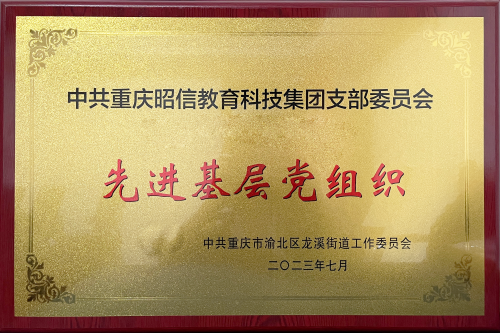 中共重庆昭信教育科技集团支部委员会
先进基层党组织
中共重庆市渝北区龙溪街道工作委员会
二〇二三年七月